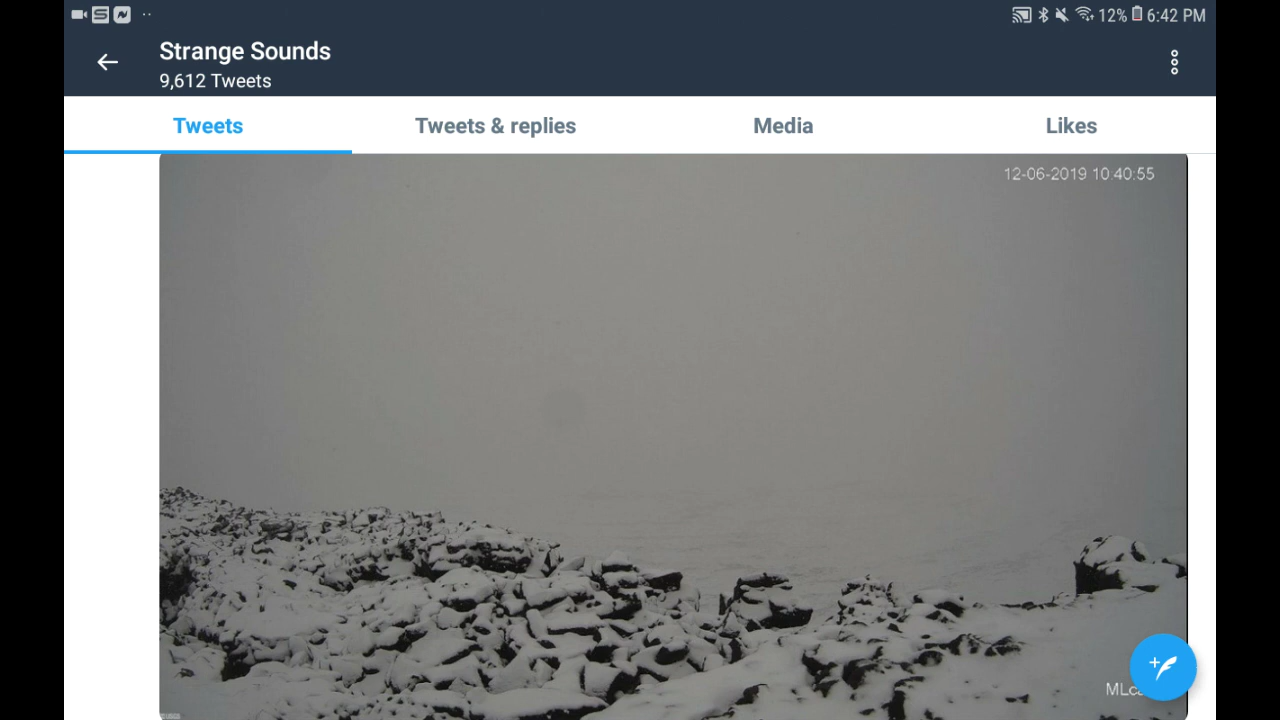 12% 6:42 PM
Strange Sounds
9,612 Tweets
Tweets Tweets & replies Media Likes
12-06-2019 10:40:55